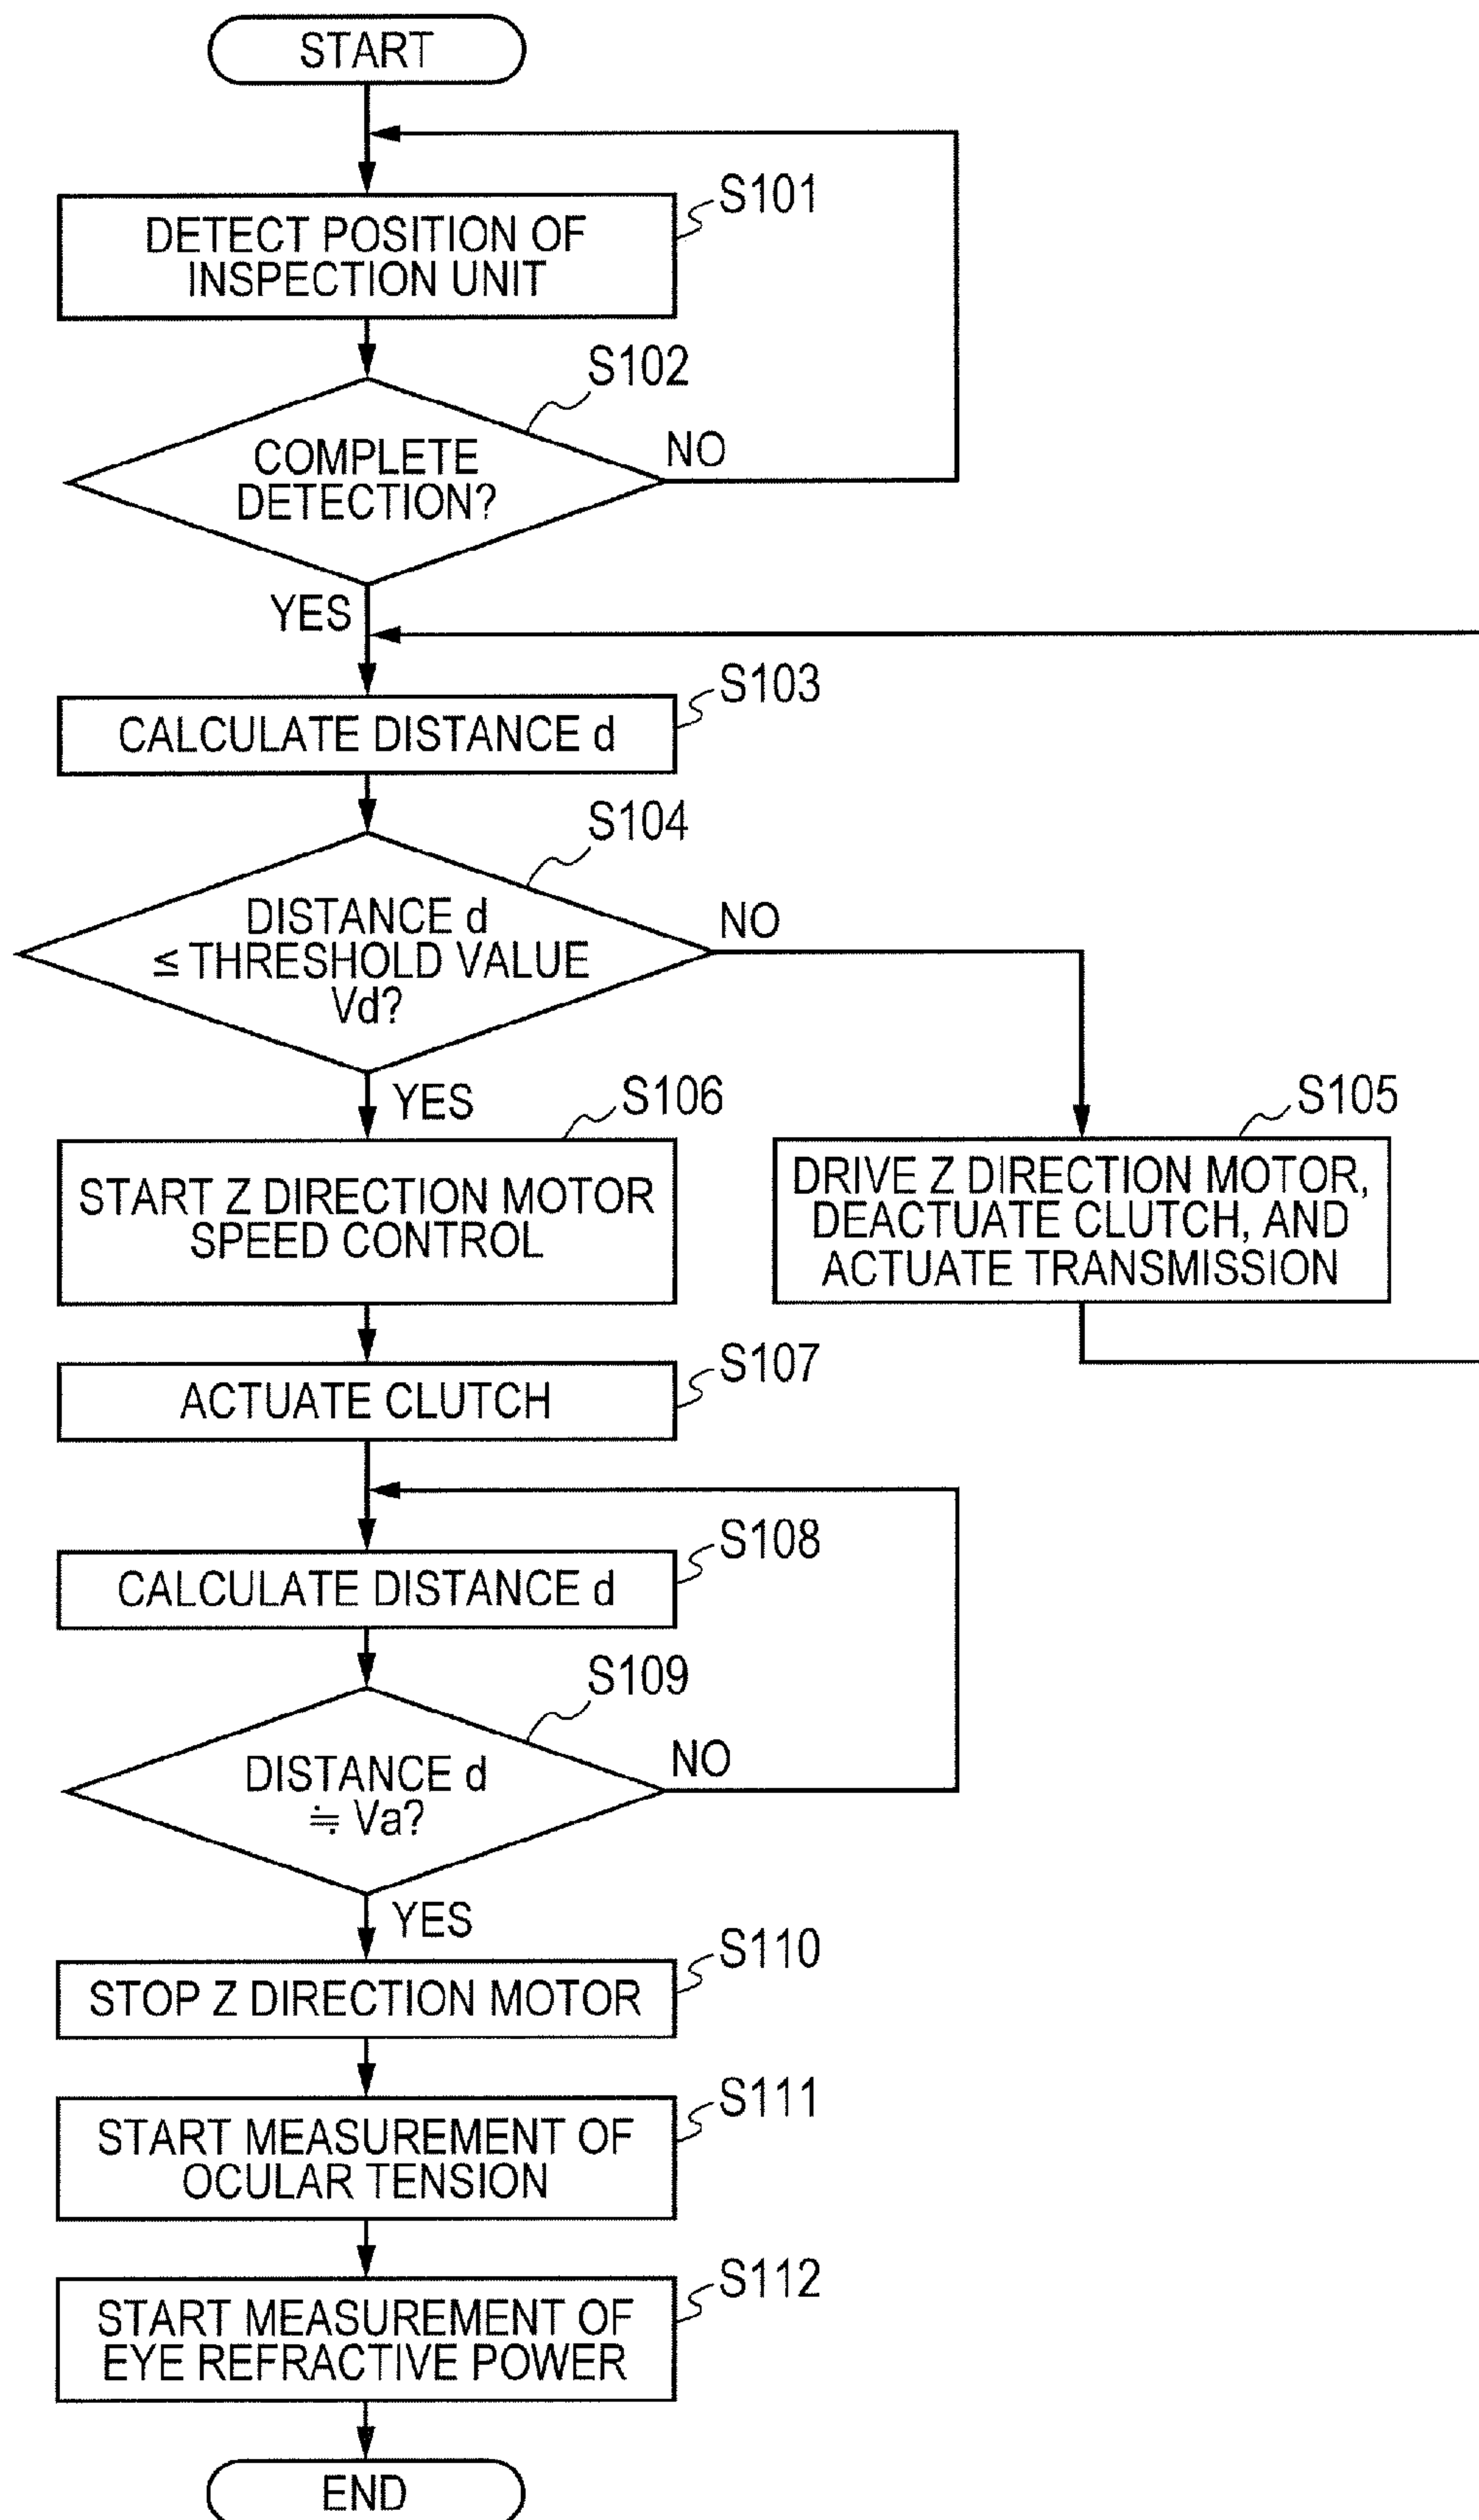 START
S101
DETECT POSITION OF
INSPECTION UNIT
S102
COMPLETE
DETECTION?
NO
YES
S103
CALCULATE DISTANCE d
S104
DISTANCE d
≤ THRESHOLD VALUE
Vd?
NO
YES
S106
START Z DIRECTION MOTOR
SPEED CONTROL
S105
DRIVE Z DIRECTION MOTOR,
DEACTUATE CLUTCH, AND
ACTUATE TRANSMISSION
S107
ACTUATE CLUTCH
S108
CALCULATE DISTANCE d
S109
DISTANCE d
≒ Va?
NO
YES
S110
STOP Z DIRECTION MOTOR
S111
START MEASUREMENT OF
OCULAR TENSION
S112
START MEASUREMENT OF
EYE REFRACTIVE POWER
END